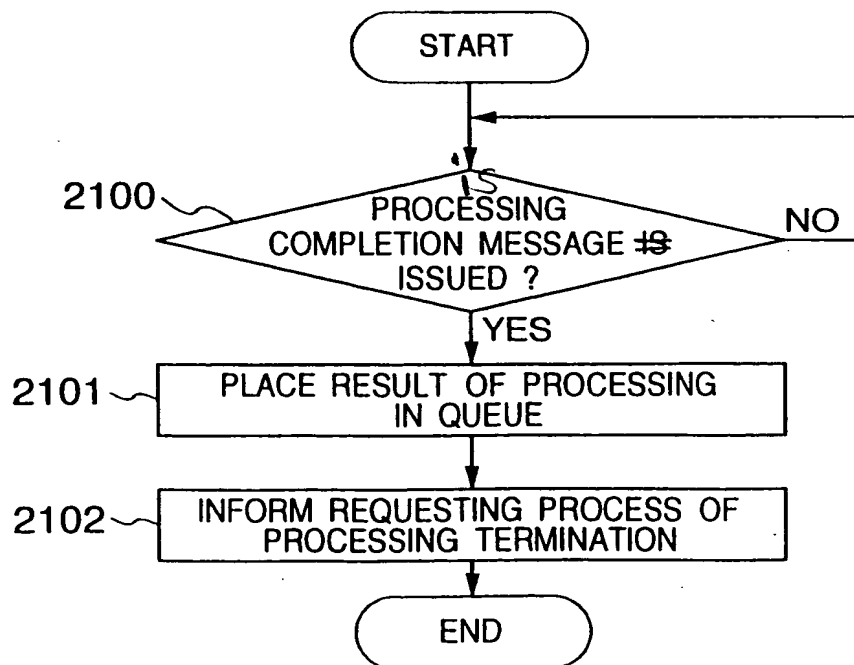 START
is
2100
PROCESSING
COMPLETION MESSAGE IS
ISSUED ?
NO
YES
2101
PLACE RESULT OF PROCESSING
IN QUEUE
2102
INFORM REQUESTING PROCESS OF
PROCESSING TERMINATION
END